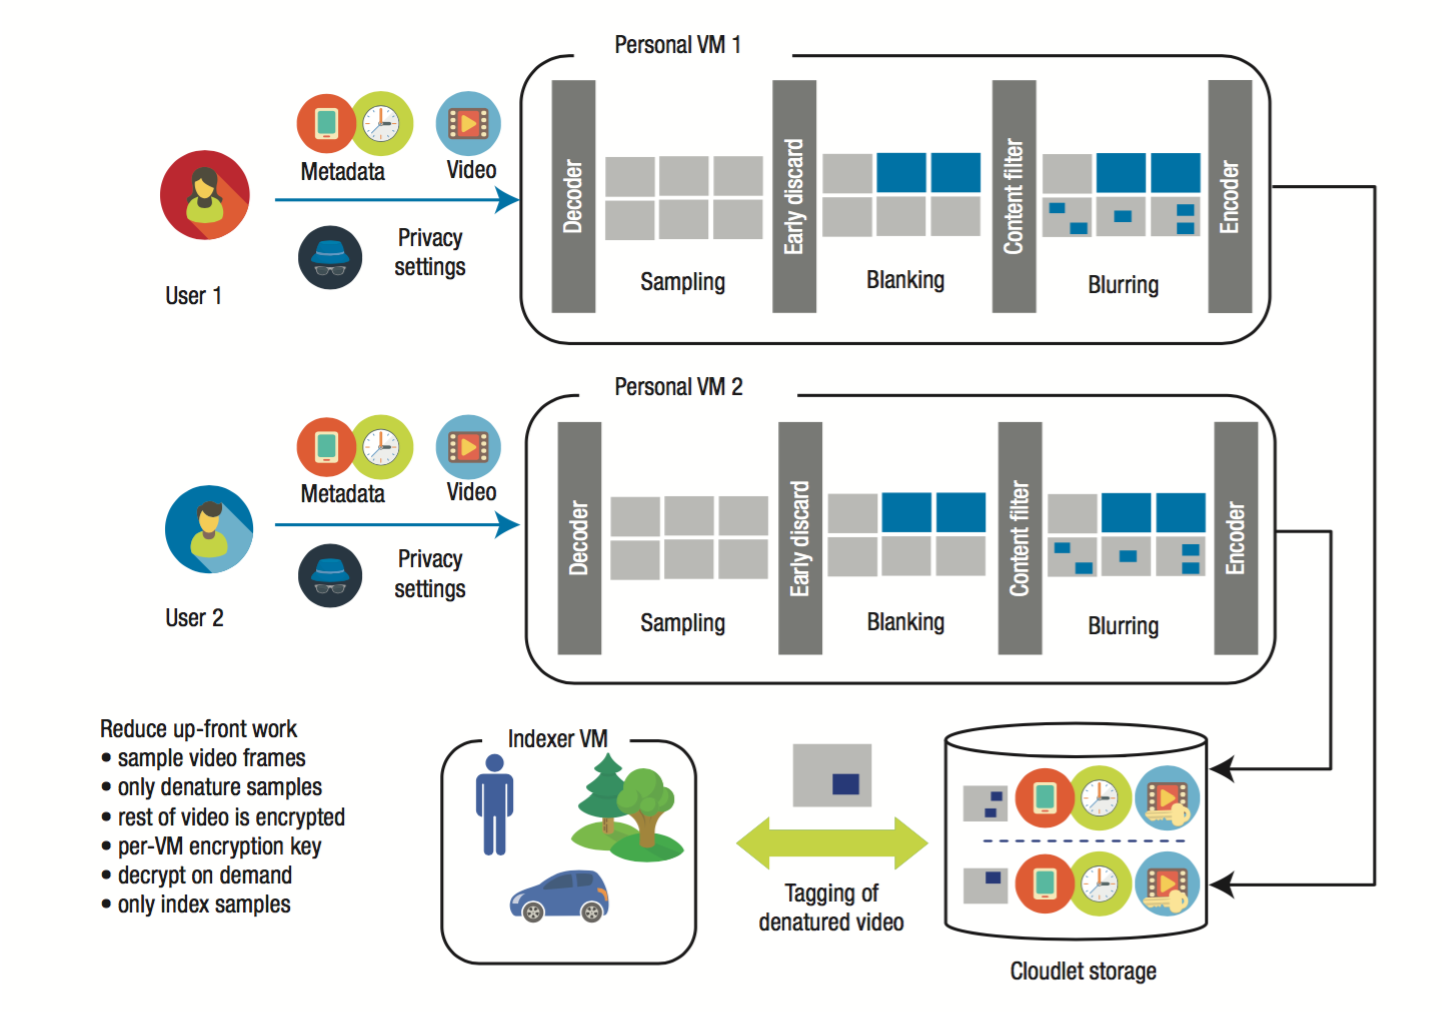 Personal VM 1
Metadata
Video
Privacy
settings
User 1
Decoder
Sampling
Early discard
Blanking
Content filter
Blurring
Encoder
Personal VM 2
Metadata
Video
Privacy
settings
User 2
Decoder
Sampling
Early discard
Blanking
Content filter
Blurring
Encoder
Reduce up-front work
• sample video frames
• only denature samples
• rest of video is encrypted
• per-VM encryption key
• decrypt on demand
• only index samples
Indexer VM
Tagging of
denatured video
Cloudlet storage